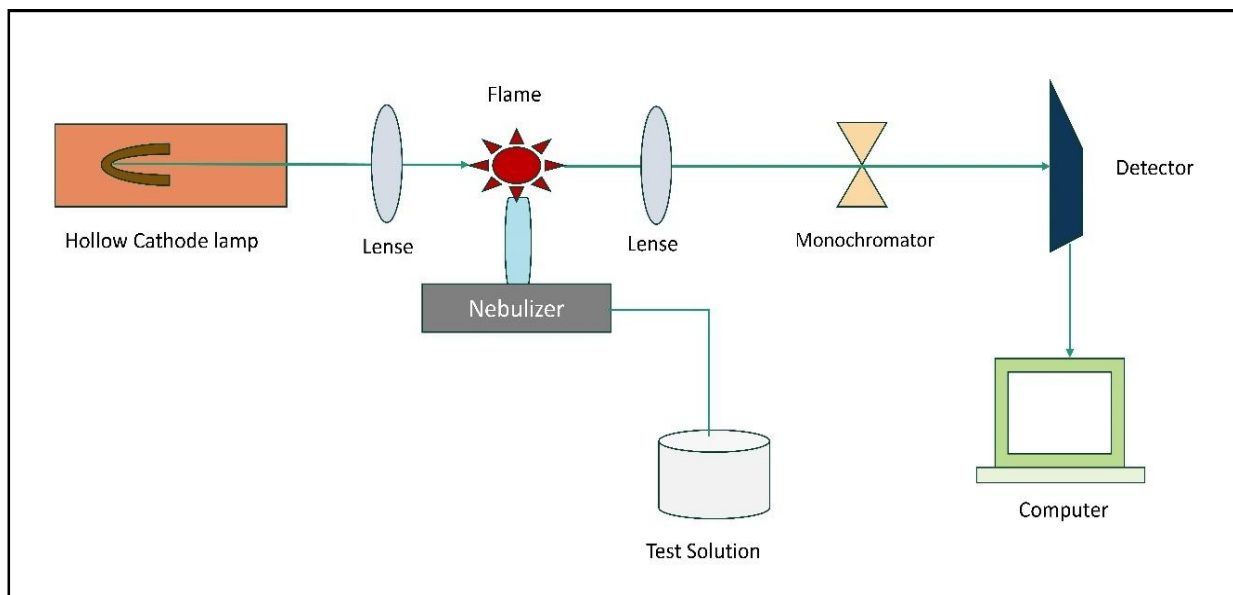 Flame
Hollow Cathode lamp
Lense
Lense
Monochromator
Detector
Nebulizer
Test Solution
Computer